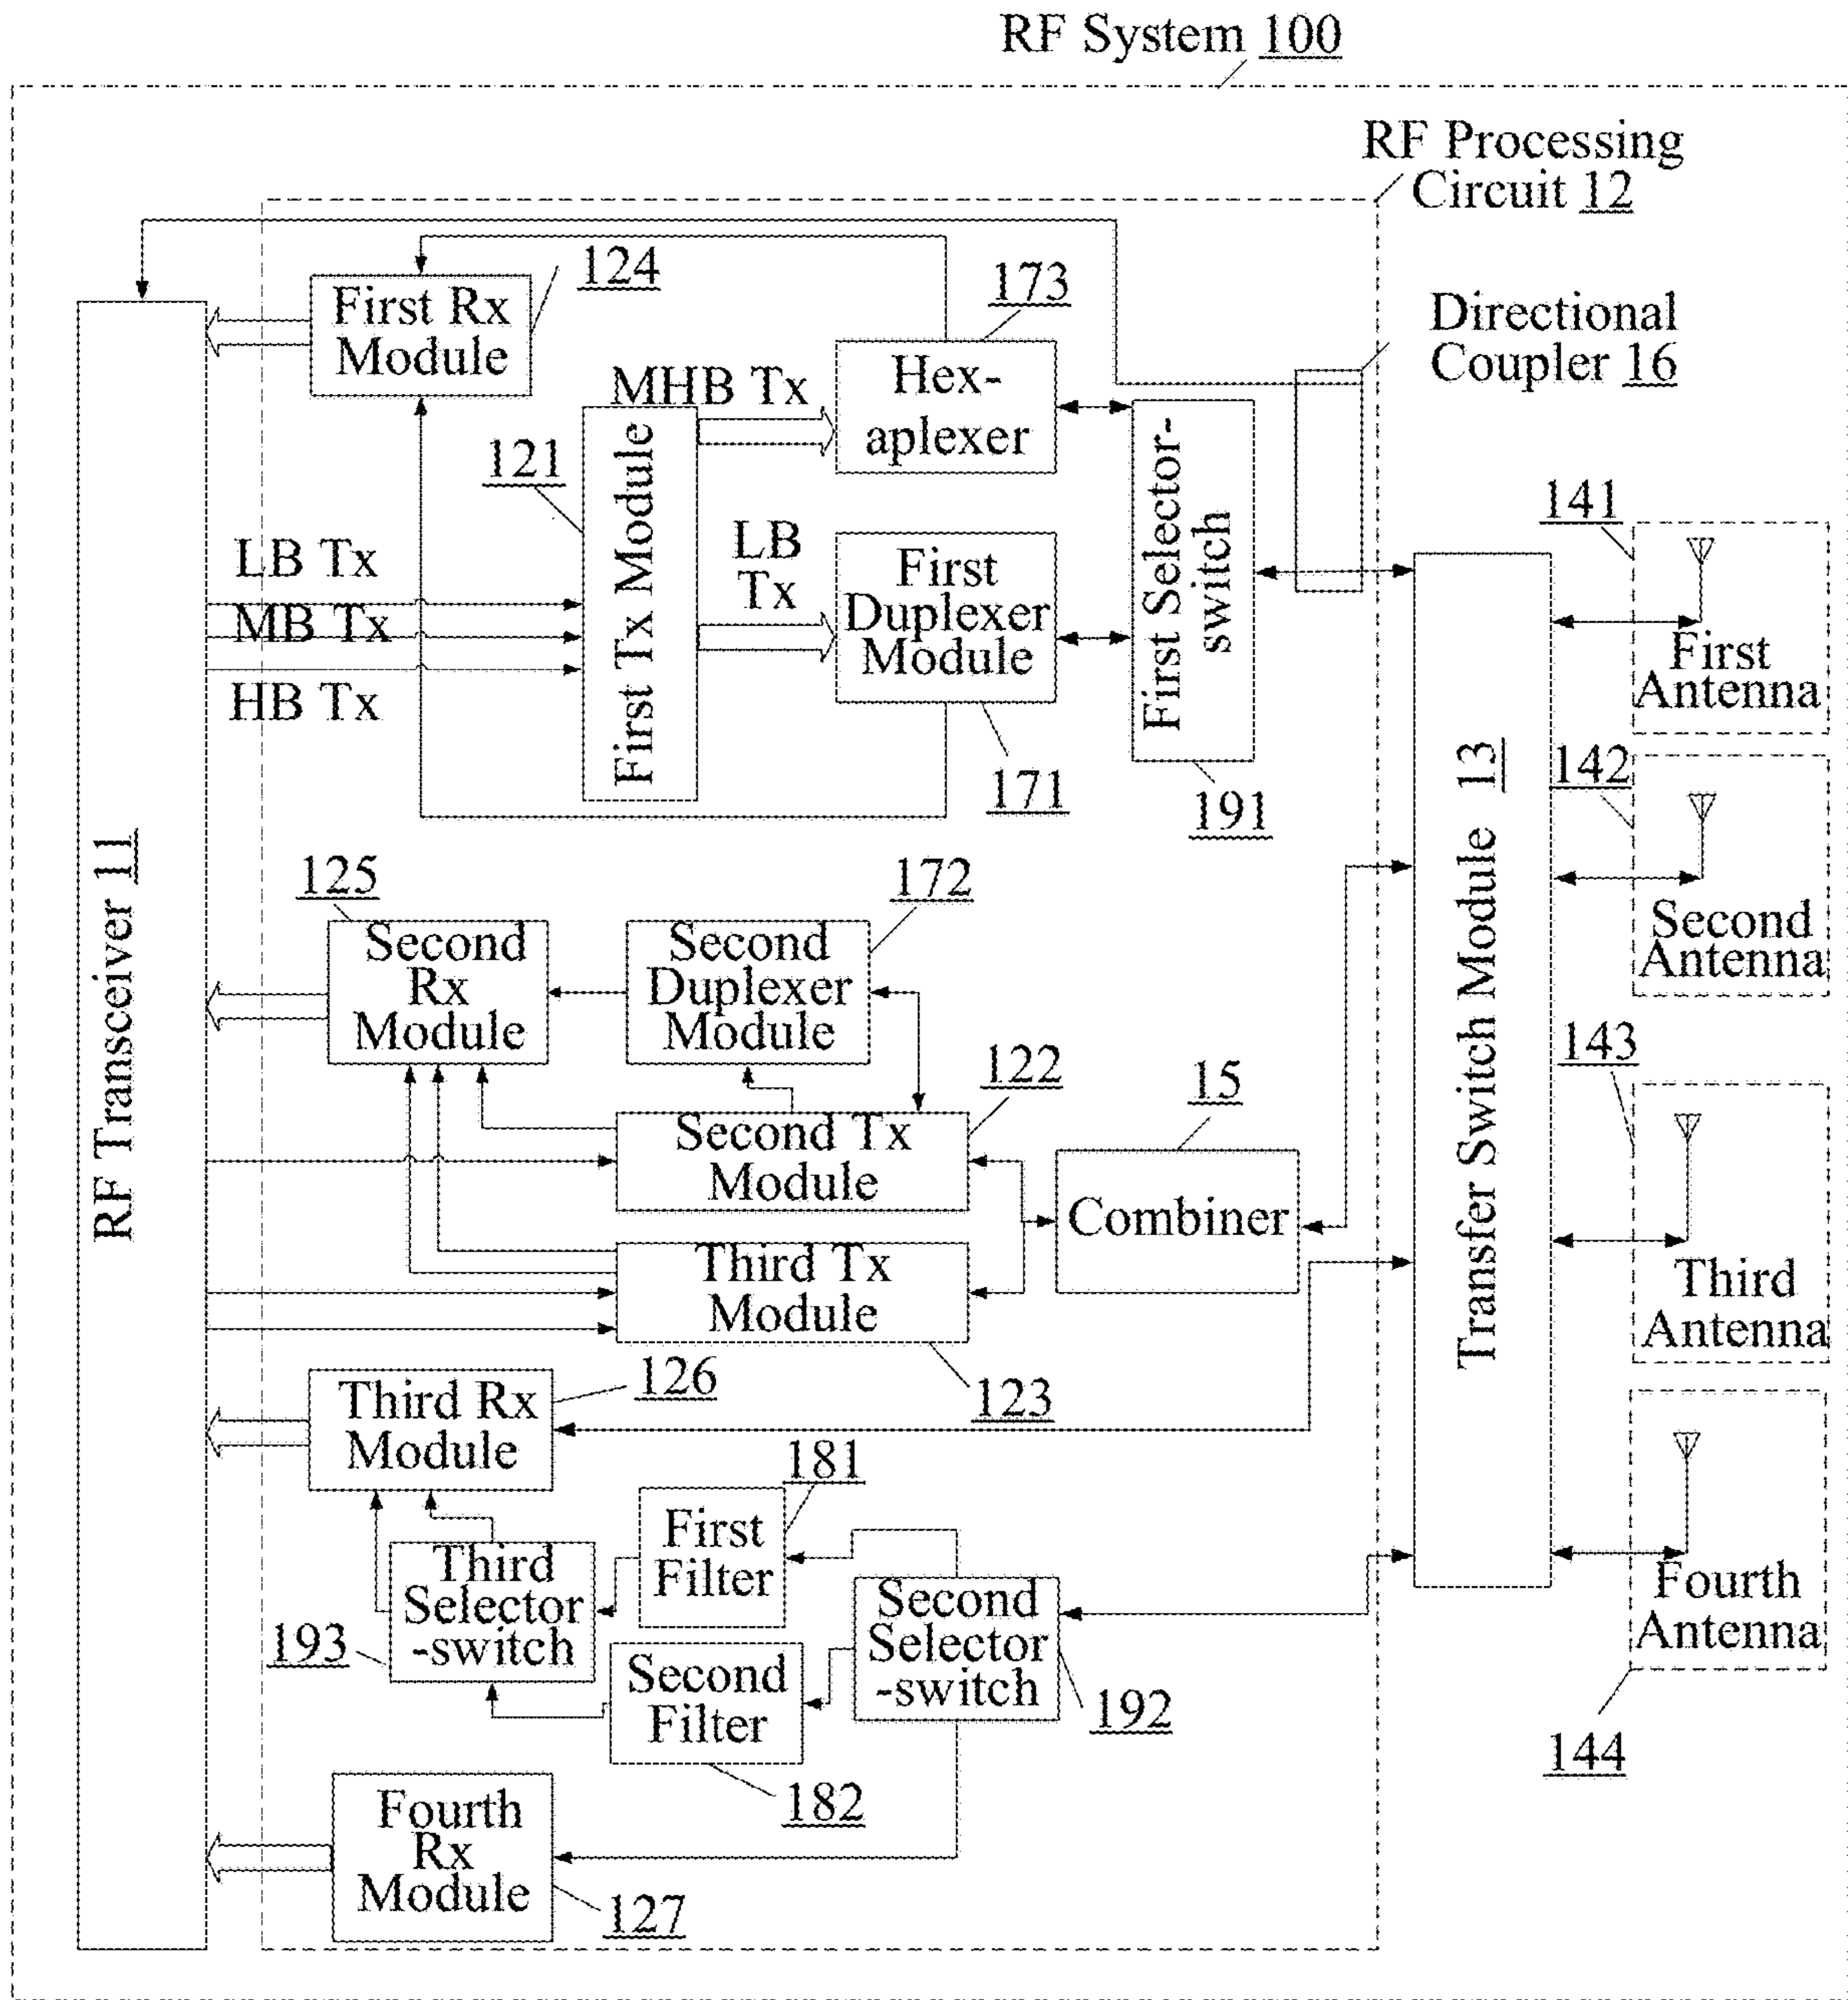 RF System 100
RF Processing
Circuit 12
124
First Rx
Module
173
Directional
Coupler 16
MHB Tx
Hex-
aplexer
121
First Tx Module
First Selector-
switch
141
LB Tx
MB Tx
HB Tx
LB
Tx
First
Duplexer
Module
First
Antenna
171
191
142
RF Transceiver 11
Transfer Switch Module 13
125
172
Second
Rx
Module
Second
Duplexer
Module
Second
Antenna
143
122
15
Second Tx
Module
Combiner
Third Tx
Module
Third
Antenna
126
123
Third Rx
Module
181
First
Filter
Third
Selector
-switch
193
Second
Selector
-switch
Fourth
Antenna
Second
Filter
192
144
182
Fourth
Rx
Module
127